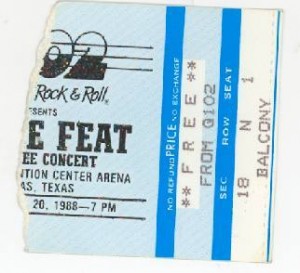 Rock & Roll.
ESENTS
E FEAT
EE CONCERT
NTION CENTER ARENA
AS, TEXAS
20, 1988—7 PM
NO REFUND PRICE NO EXCHANGE
** FREE **
FROM Q102
SEC ROW SEAT
18 N 1
BALCONY